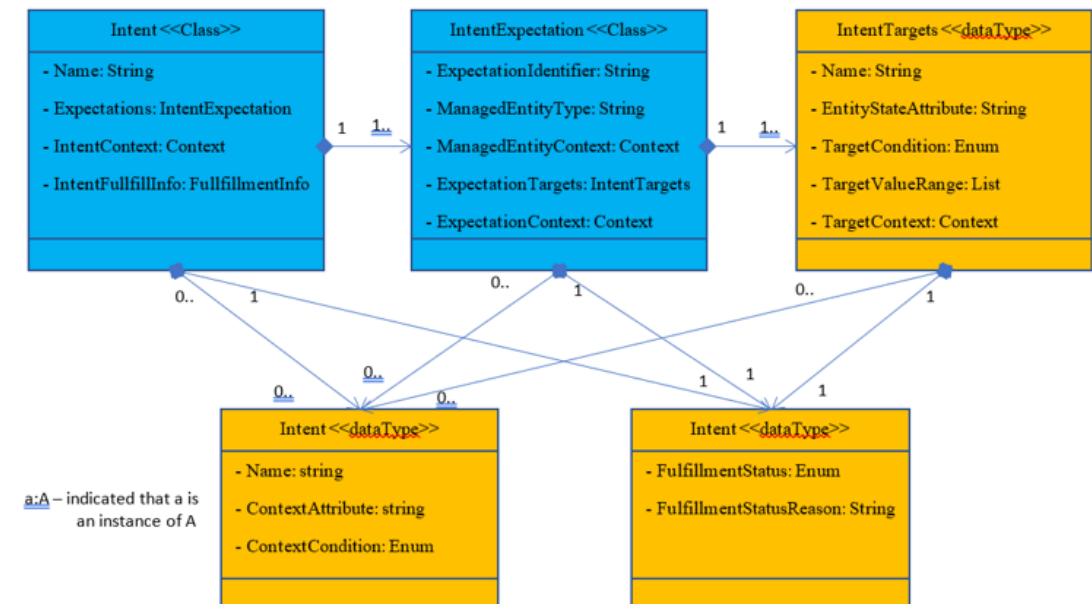 Intent <<Class>>
- Name: String
- Expectations: IntentExpectation
- IntentContext: Context
- IntentFullfillInfo: FullfillmentInfo
1
1..
IntentExpectation <<Class>>
- ExpectationIdentifier: String
- ManagedEntityType: String
- ManagedEntityContext: Context
- ExpectationTargets: IntentTargets
- ExpectationContext: Context
1
1..
IntentTargets <<dataType>>
- Name: String
- EntityStateAttribute: String
- TargetCondition: Enum
- TargetValueRange: List
- TargetContext: Context
0..
1
0..
1
0..
1
0..
0..
0..
1
1
1
Intent <<dataType>>
- Name: string
- ContextAttribute: string
- ContextCondition: Enum
Intent <<dataType>>
- FulfillmentStatus: Enum
- FulfillmentStatusReason: String
a:A – indicated that a is
an instance of A